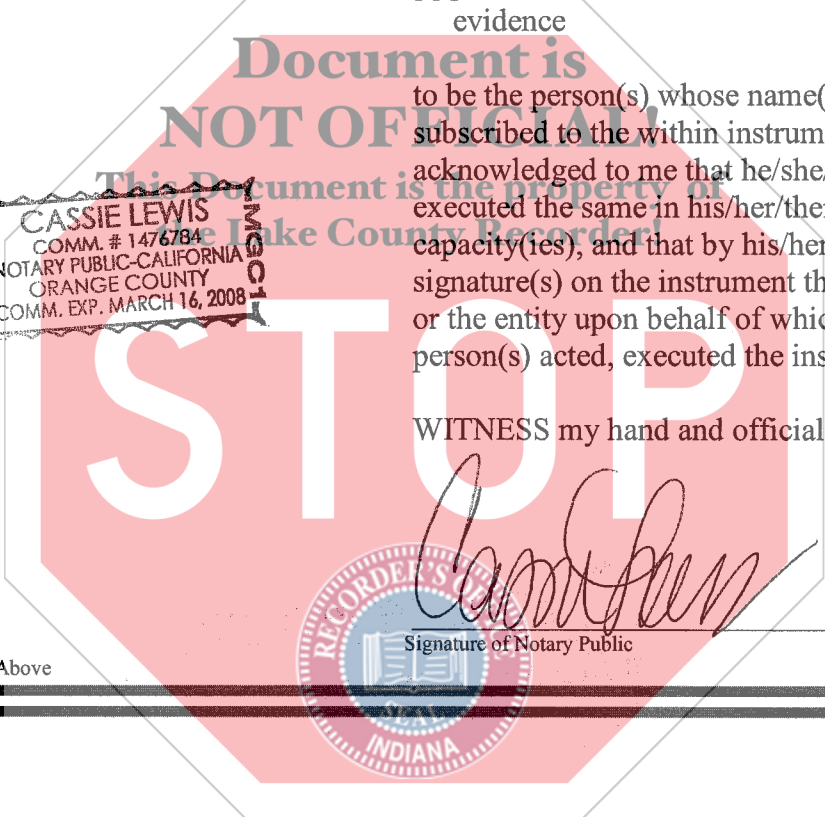 evidence
Document is
NOT OFFICIAL!
This Document is the property of
the Lake County Recorder!
to be the person(s) whose name(
subscribed to the within instrum
acknowledged to me that he/she/
executed the same in his/her/thei
capacity(ies), and that by his/her
signature(s) on the instrument th
or the entity upon behalf of whic
person(s) acted, executed the ins
WITNESS my hand and official
CASSIE LEWIS
COMM. # 1476784
NOTARY PUBLIC-CALIFORNIA
ORANGE COUNTY
COMM. EXP. MARCH 16, 2008
MGC1
STOP
Signature of Notary Public
RECORDER'S OFFICE
SEAL
INDIANA
Above